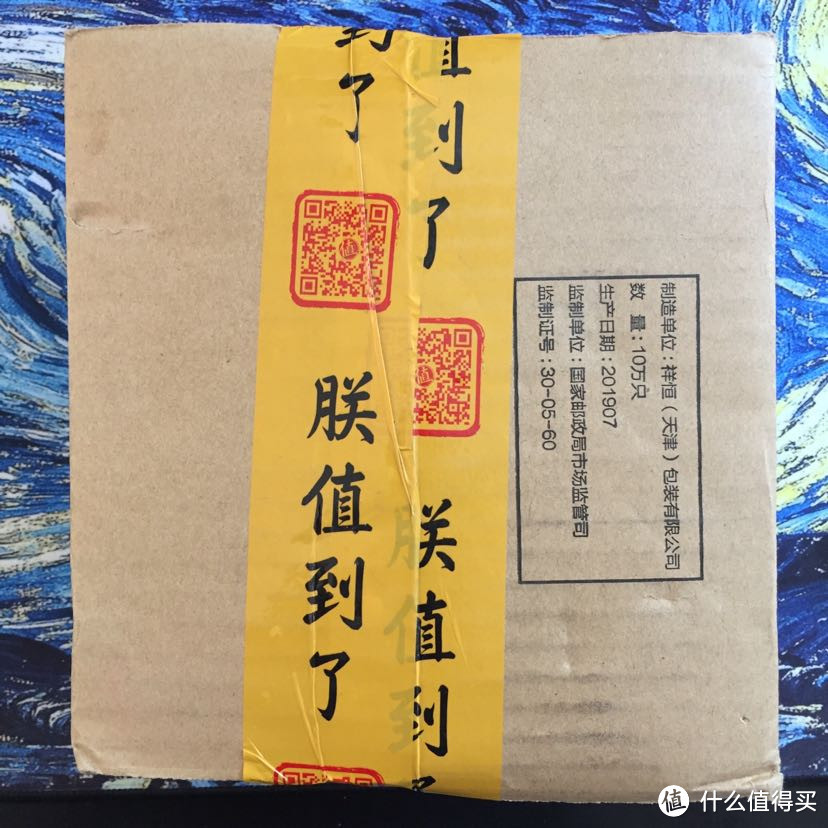 到了
值到了
值
值
朕值到了
朕值到了
制造单位:祥恒(天津)包装有限公司
数 量:10万只
生产日期:201907
监制单位:国家邮政局市场监管司
监制证号:30-05-60
值 什么值得买